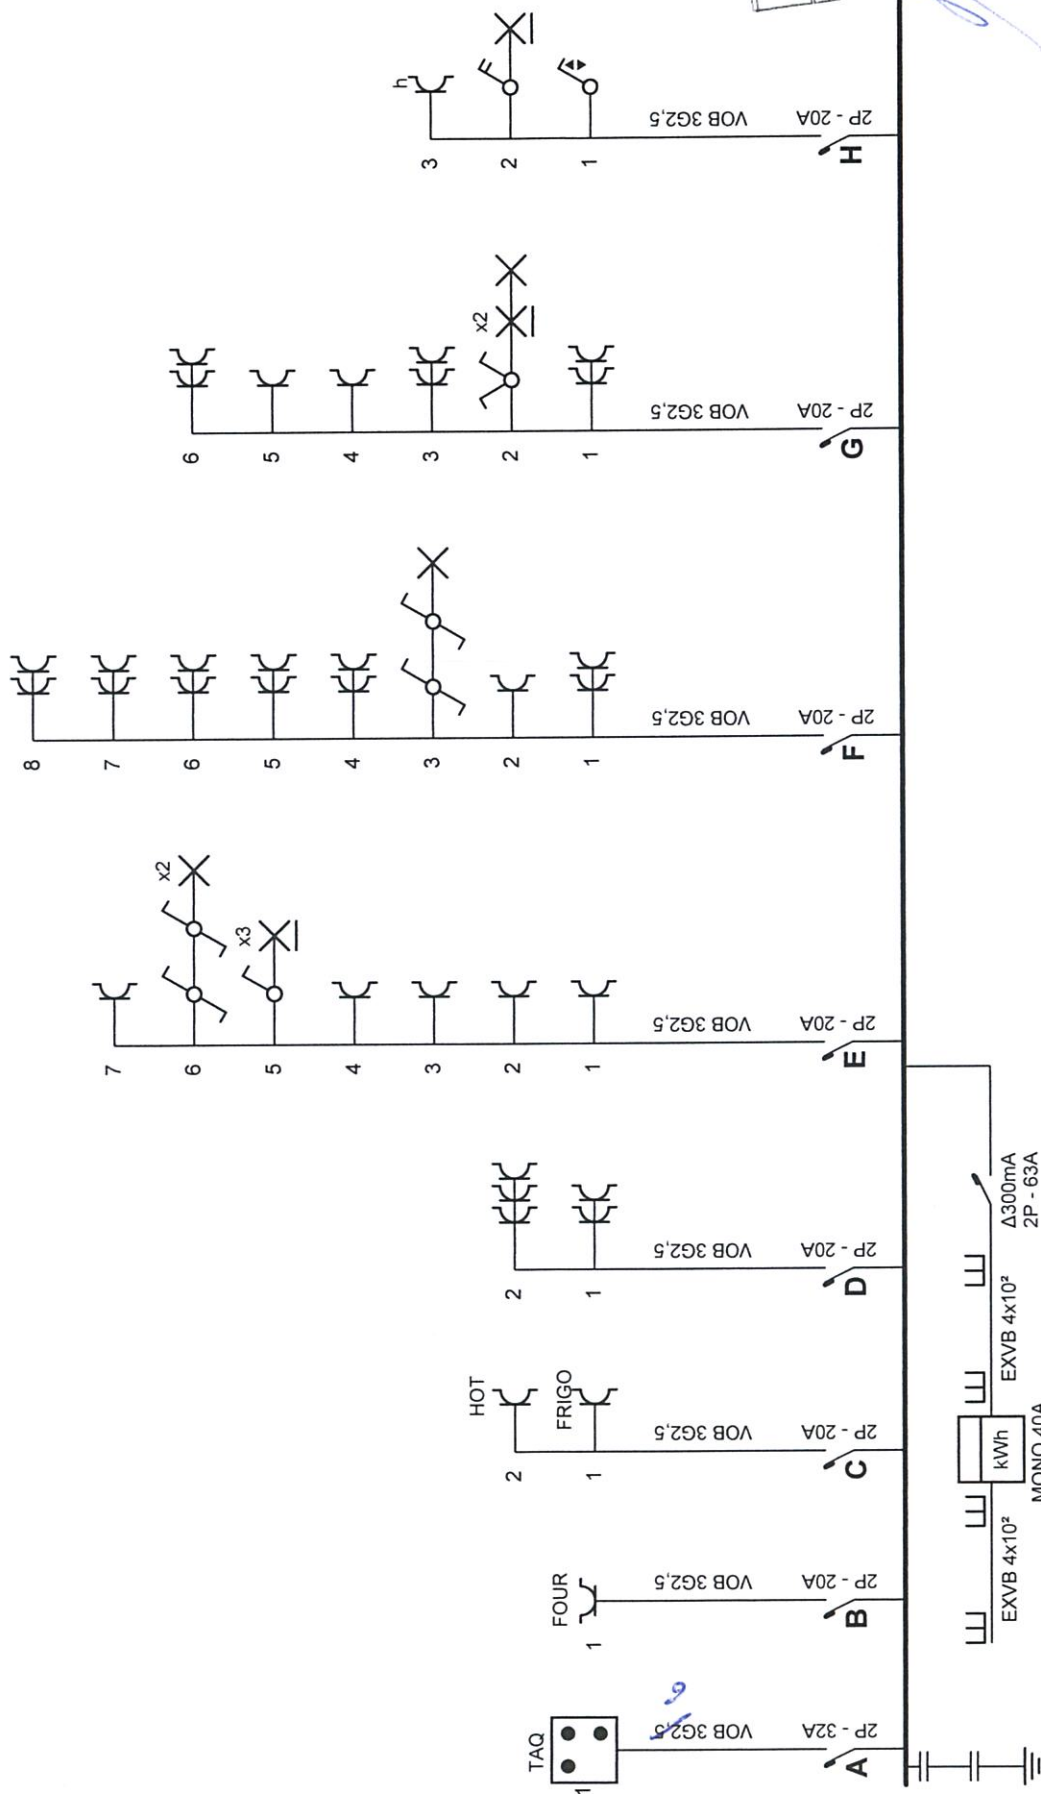 TAQ
1
VOB 3G2,5
6
2P - 32A
A
FOUR
1
VOB 3G2,5
2P - 20A
B
HOT
2
FRIGO
1
VOB 3G2,5
2P - 20A
C
2
1
VOB 3G2,5
2P - 20A
D
7
6
x2
5
x3
4
3
2
1
VOB 3G2,5
2P - 20A
E
8
7
6
5
4
3
2
1
VOB 3G2,5
2P - 20A
F
6
5
4
3
2
x2
1
VOB 3G2,5
2P - 20A
G
3
h
2
1
VOB 3G2,5
2P - 20A
H
EXVB 4x10²
kWh
MONO 40A
EXVB 4x10²
Δ300mA
2P - 63A